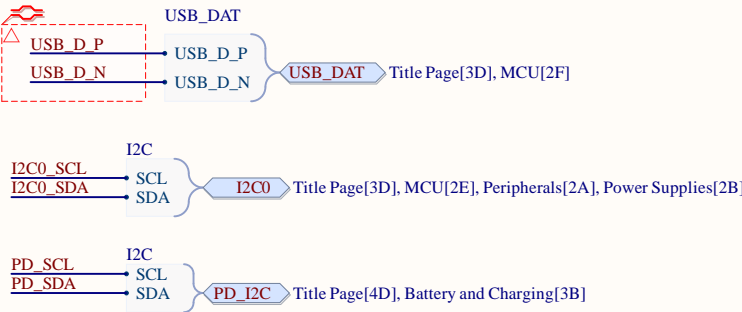 USB_DAT
USB_D_P USB_D_P
USB_DAT Title Page[3D], MCU[2F]
USB_D_N USB_D_N
I2C
I2C0_SCL SCL
I2C0 Title Page[3D], MCU[2E], Peripherals[2A], Power Supplies[2B]
I2C0_SDA SDA
I2C
PD_SCL SCL
PD_SDA SDA PD_I2C Title Page[4D], Battery and Charging[3B]